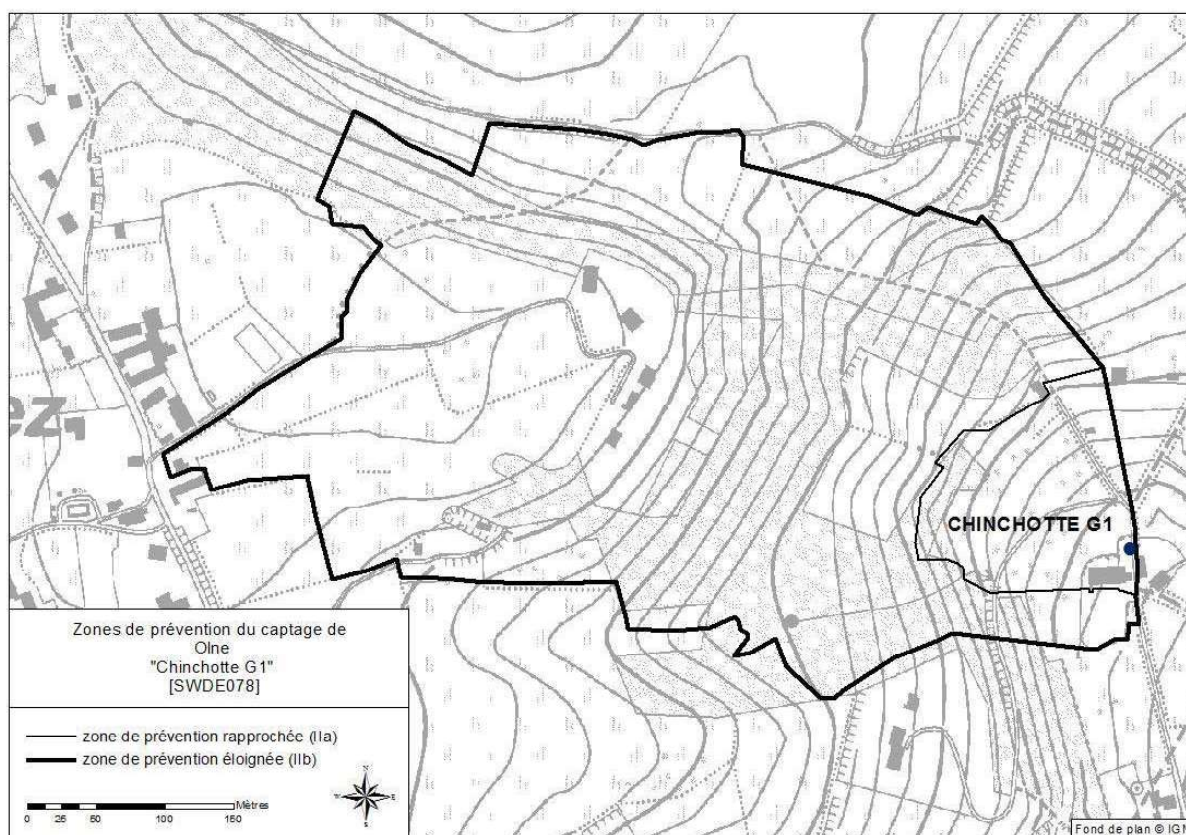 ez
CHINCHOTTE G1
Zones de prévention du captage de
Olne
"Chinchotte G1"
[SWDE078]
zone de prévention rapprochée (IIa)
zone de prévention éloignée (IIb)
N
W E
S
Mètres
0 25 50 100 150
Fond de plan © IGN